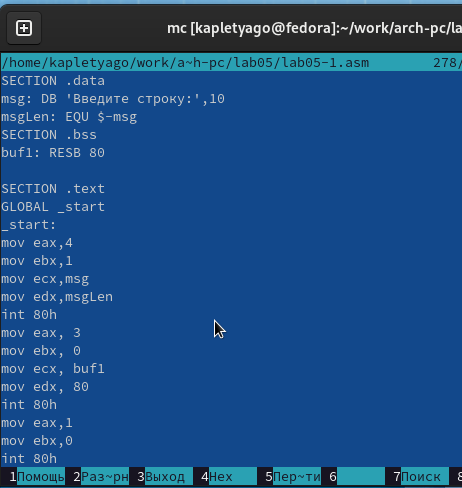 mc [kapletyago@fedora]:~/work/arch-pc/la
/home/kapletyago/work/a~h-pc/lab05/lab05-1.asm 278/
SECTION .data
msg: DB 'Введите строку:',10
msgLen: EQU $-msg
SECTION .bss
buf1: RESB 80
SECTION .text
GLOBAL _start
_start:
mov eax,4
mov ebx,1
mov ecx,msg
mov edx,msgLen
int 80h
mov eax, 3
mov ebx, 0
mov ecx, buf1
mov edx, 80
int 80h
mov eax,1
mov ebx,0
int 80h
1Помощь 2Раз~рн 3Выход 4Hex 5Пер~ти 6 7Поиск 8